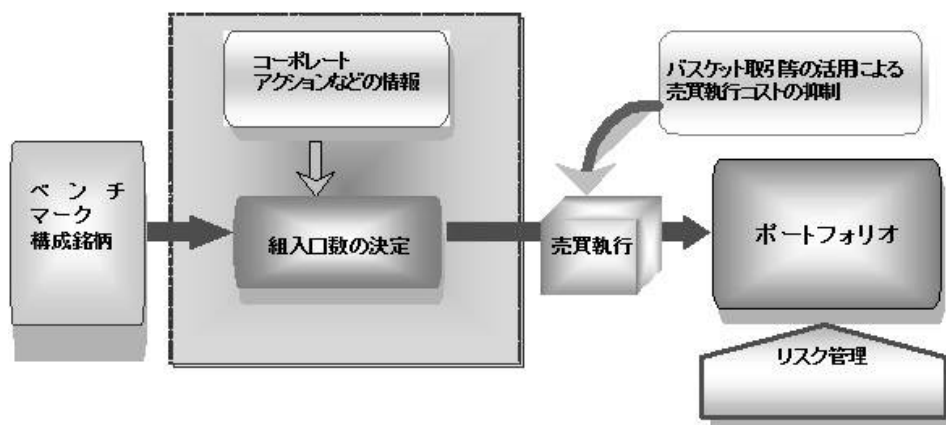 コーポレート
アクションなどの情報
バスケット取引等の活用による
売買執行コストの抑制
ベンチ
マーク
構成銘柄
組入口数の決定
売買執行
ポートフォリオ
リスク管理